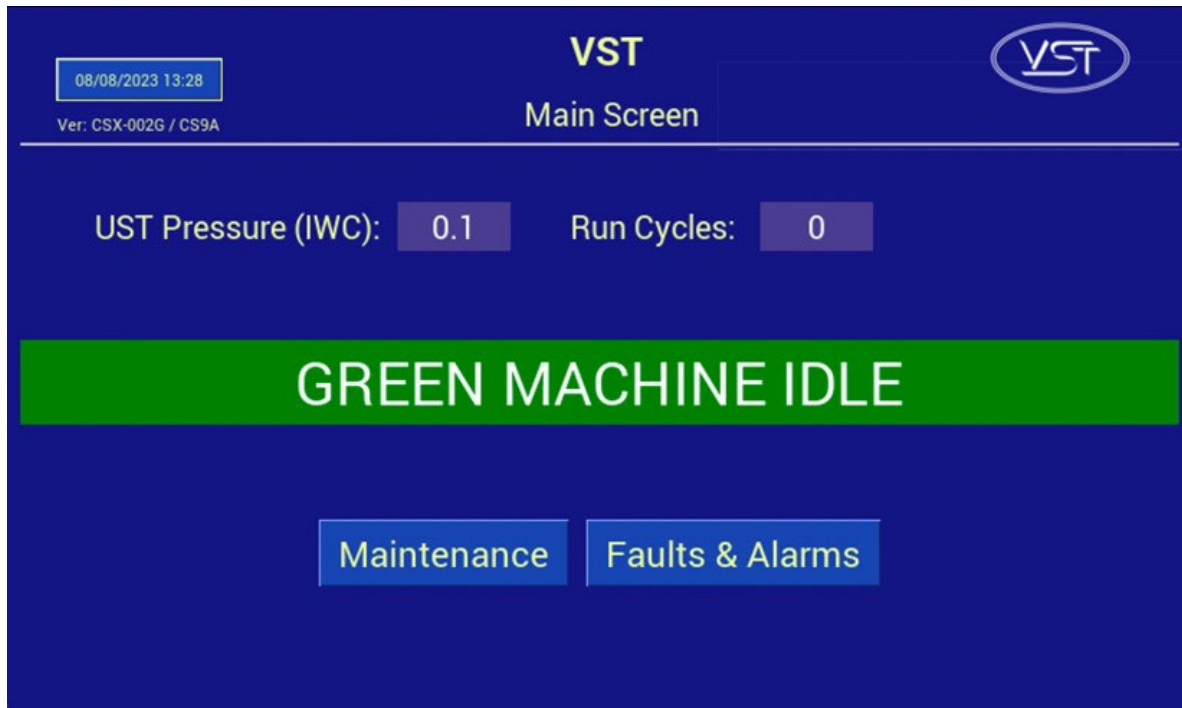 VST
VST
08/08/2023 13:28
Main Screen
Ver: CSX-002G / CS9A
UST Pressure (IWC): 0.1 Run Cycles: 0
GREEN MACHINE IDLE
Maintenance Faults & Alarms